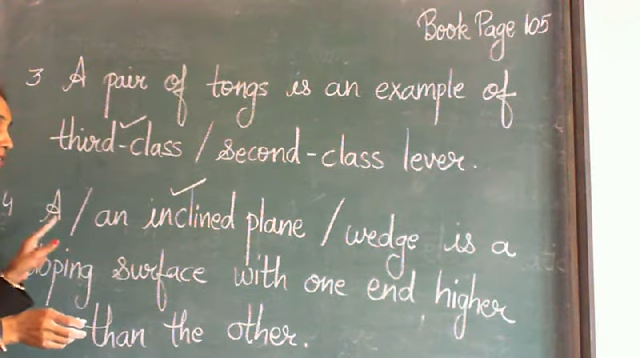 Book Page 105
3 A pair of tongs is an example of
third-class / second-class lever.
4 A / an inclined plane / wedge is a
sloping surface with one end higher
than the other.